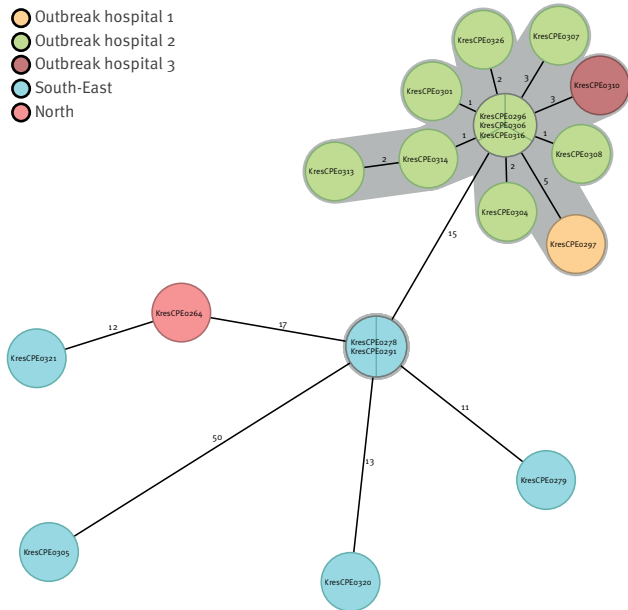 Outbreak hospital 1
Outbreak hospital 2
Outbreak hospital 3
South-East
North
KresCPE0326
KresCPE0307
KresCPE0310
KresCPE0301
2
3
3
1
KresCPE0296
KresCPE0306
KresCPE0316
1
1
KresCPE0308
KresCPE0314
KresCPE0313
2
2
5
KresCPE0304
KresCPE0297
15
KresCPE0264
17
12
KresCPE0321
KresCPE0278
KresCPE0291
11
50
13
KresCPE0279
KresCPE0305
KresCPE0320